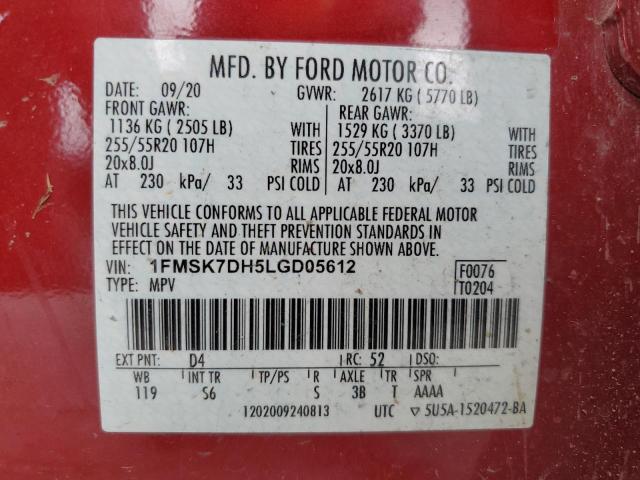 MFD. BY FORD MOTOR CO.
DATE: 09/20 GVWR: 2617 KG ( 5770 LB)
FRONT GAWR: REAR GAWR:
1136 KG ( 2505 LB) WITH 1529 KG ( 3370 LB) WITH
255/55R20 107H TIRES 255/55R20 107H TIRES
20x8.0J RIMS 20x8.0J RIMS
AT 230 kPa/ 33 PSI COLD AT 230 kPa/ 33 PSI COLD
THIS VEHICLE CONFORMS TO ALL APPLICABLE FEDERAL MOTOR
VEHICLE SAFETY AND THEFT PREVENTION STANDARDS IN
EFFECT ON THE DATE OF MANUFACTURE SHOWN ABOVE.
VIN: 1FMSK7DH5LGD05612 F0076
TYPE: MPV T0204
EXT PNT: D4 RC: 52 DSO:
WB INT TR TP/PS R AXLE TR SPR
119 S6 S 3B T AAAA
1202009240813 UTC ▽ 5U5A-1520472-BA